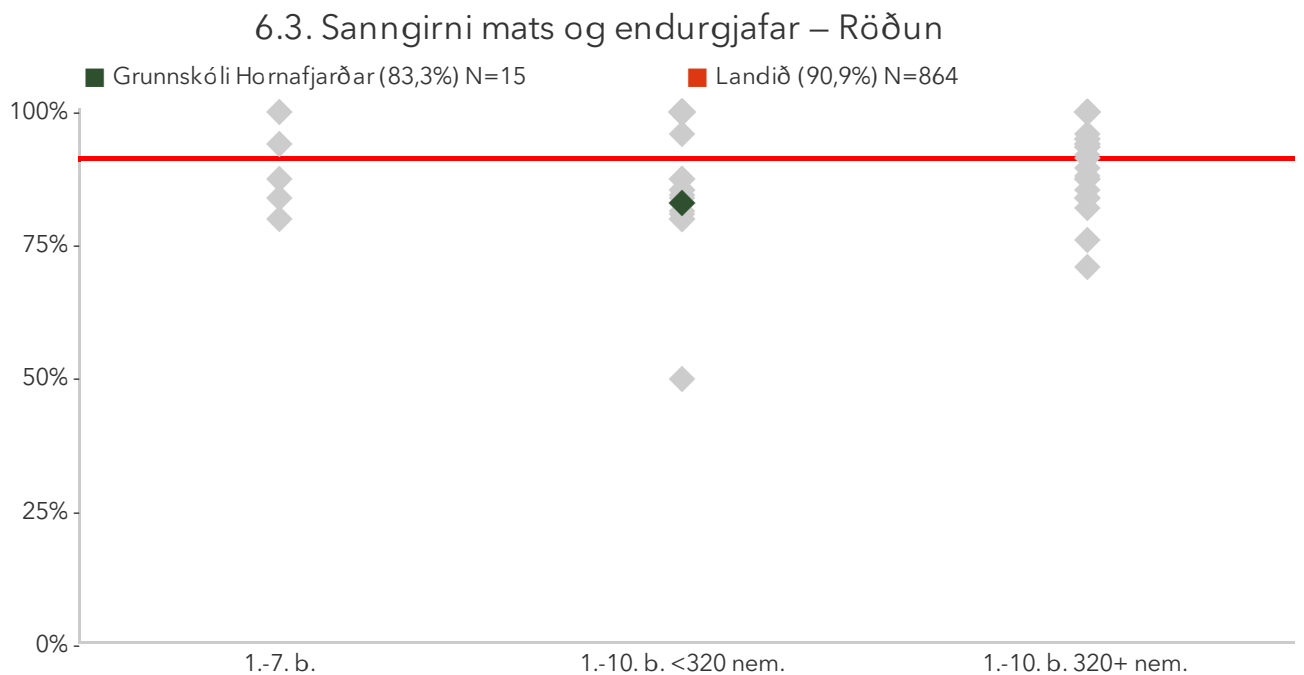 6.3. Sanngirni mats og endurgjafar – Röðun
Grunnskóli Hornafjarðar (83,3%) N=15
Landið (90,9%) N=864
100%
75%
50%
25%
0%
1.-7. b.
1.-10. b. <320 nem.
1.-10. b. 320+ nem.